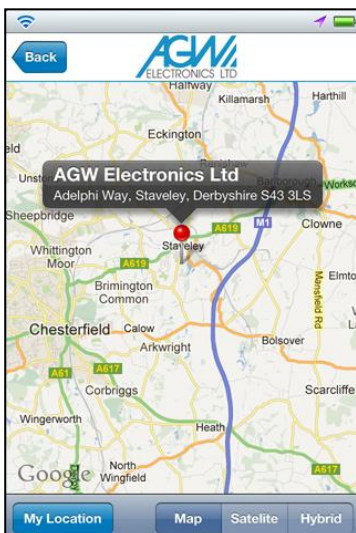 Back
AGW
ELECTRONICS LTD
Halfway
Killamarsh
Harthill
Eckington
AGW Electronics Ltd
Adelphi Way, Staveley, Derbyshire S43 3LS
Sheepbridge
A619
M1
Clowne
Staveley
Whittington
Moor
A619
Brimington
Common
Mansfield Rd
Chesterfield
Calow
Arkwright
Bolsover
A61
A617
Corbriggs
Scarcliffe
Wingerworth
Heath
Google
North
Wingfield
A617
My Location
Map
Satelite
Hybrid